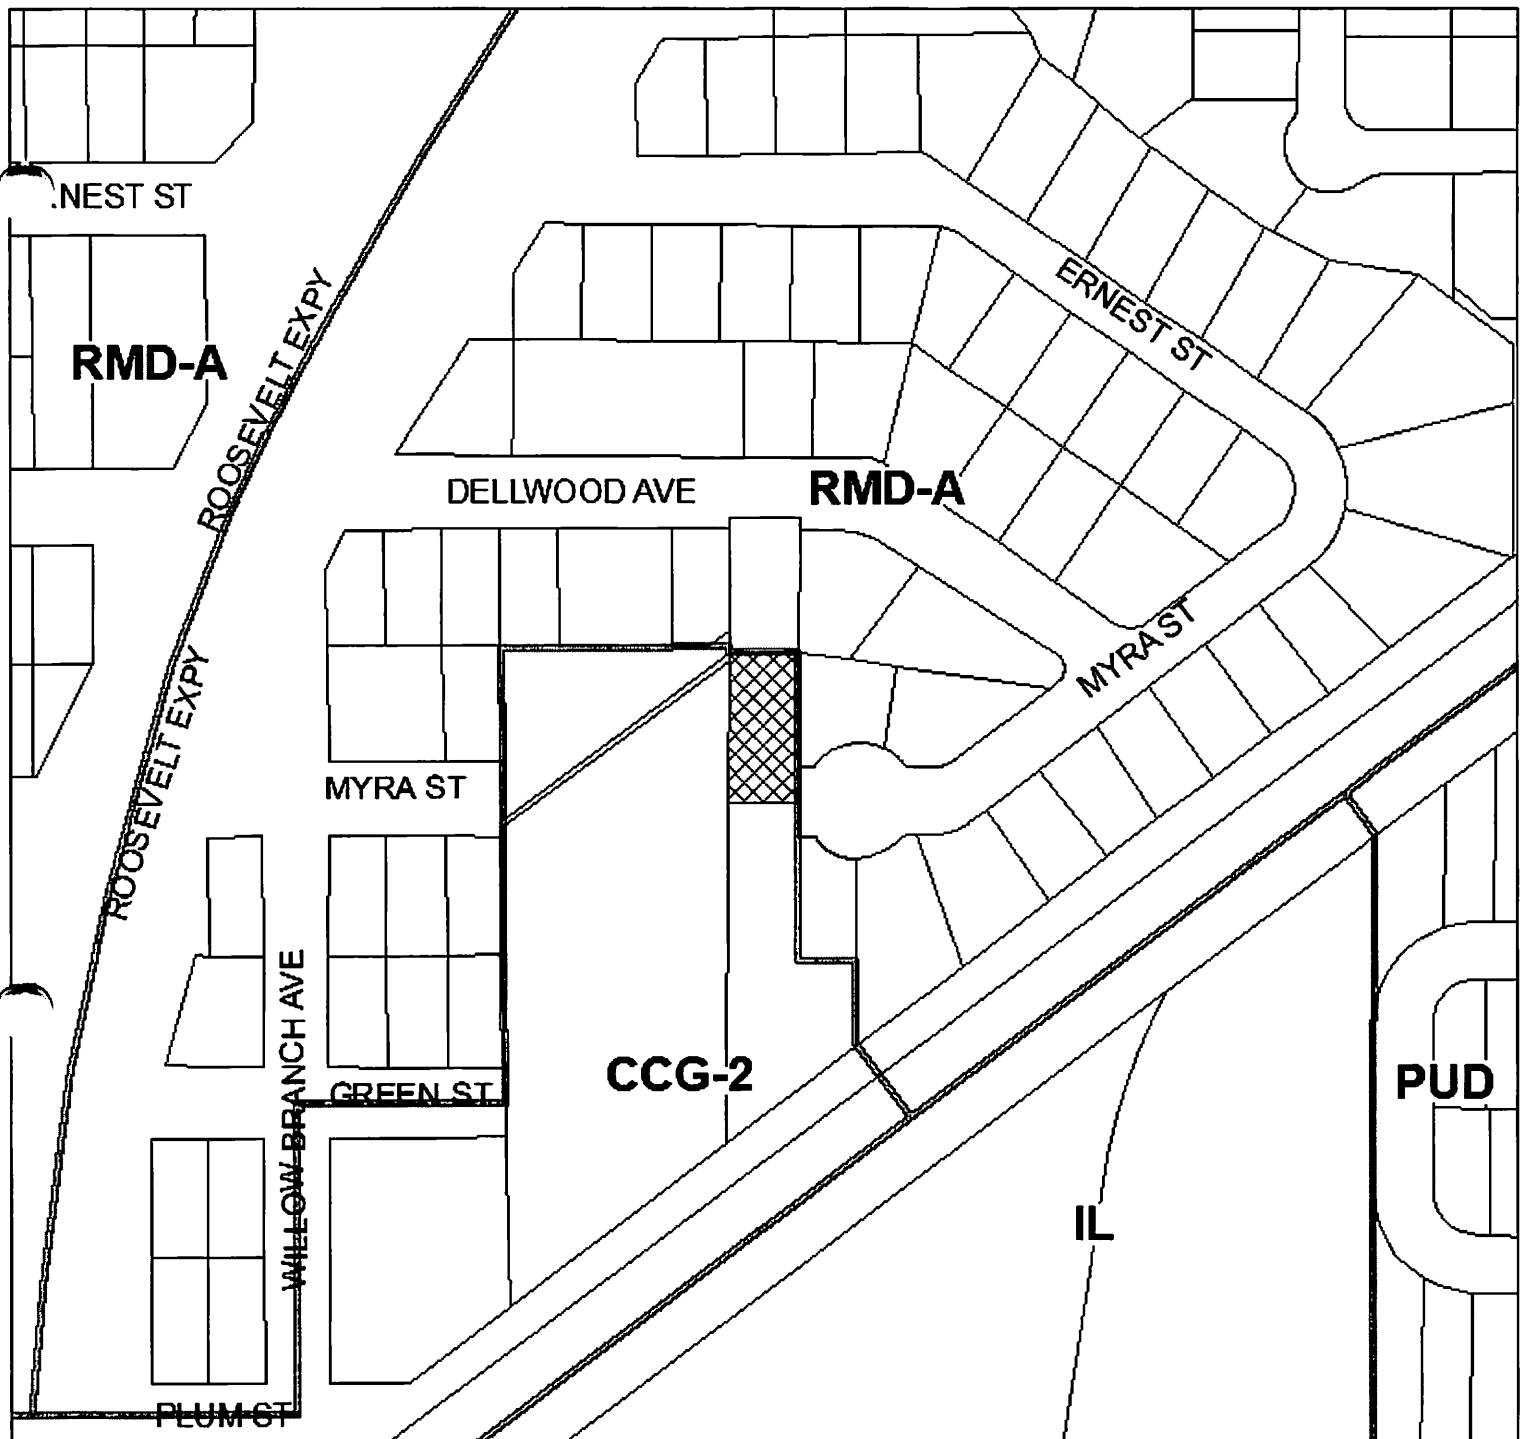 .NEST ST
ERNEST ST
ROOSEVELT EXPY
RMD-A
DELLWOOD AVE
RMD-A
MYRA ST
ROOSEVELT EXPY
MYRA ST
WILLOW BRANCH AVE
CCG-2
GREEN ST
PUD
IL
PLUM ST